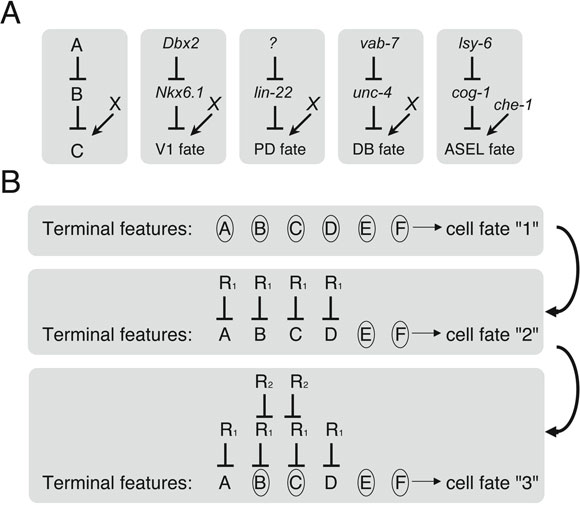 A
A Dbx2 ? vab-7 lsy-6
B Nkx6.1 lin-22 unc-4 cog-1
X X X X che-1
C V1 fate PD fate DB fate ASEL fate
B
Terminal features: A B C D E F cell fate "1"
R1 R1 R1 R1
Terminal features: A B C D E F cell fate "2"
R2 R2
R1 R1 R1 R1
Terminal features: A B C D E F cell fate "3"